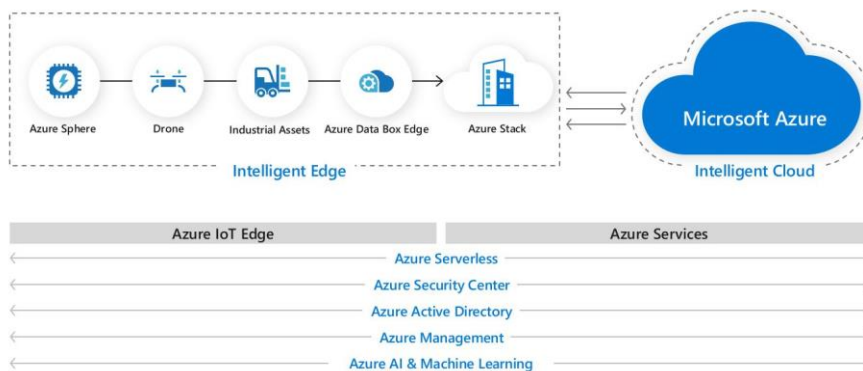 Microsoft Azure
Azure Sphere
Drone
Industrial Assets
Azure Data Box Edge
Azure Stack
Intelligent Edge
Intelligent Cloud
Azure IoT Edge
Azure Services
Azure Serverless
Azure Security Center
Azure Active Directory
Azure Management
Azure AI & Machine Learning